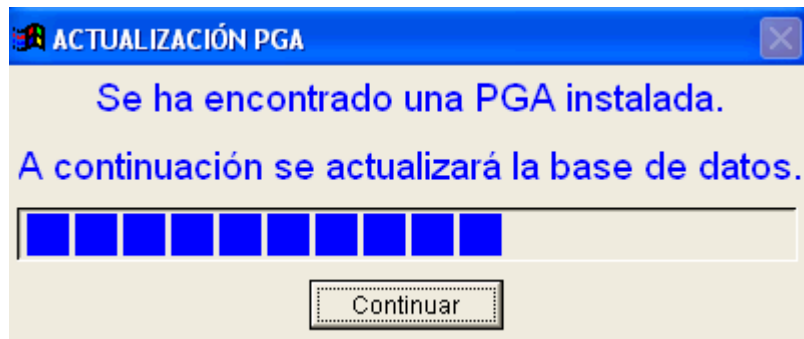 ACTUALIZACIÓN PGA
Se ha encontrado una PGA instalada.
A continuación se actualizará la base de datos.
Continuar